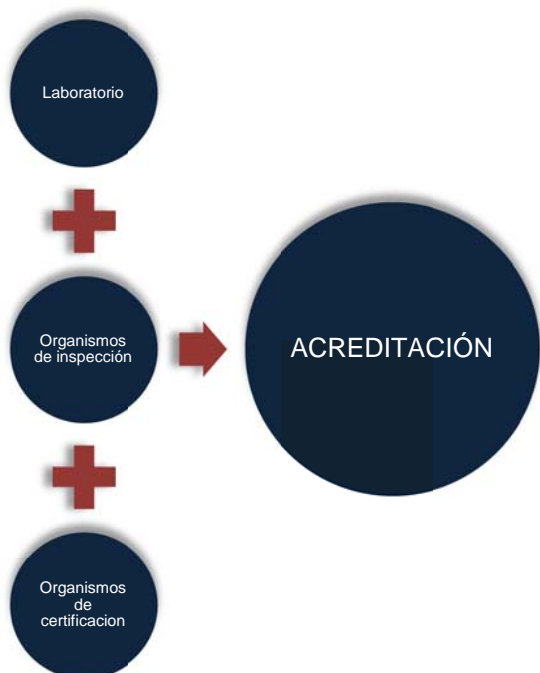 Laboratorio
Organismos
de inspección
ACREDITACIÓN
Organismos
de
certificacion